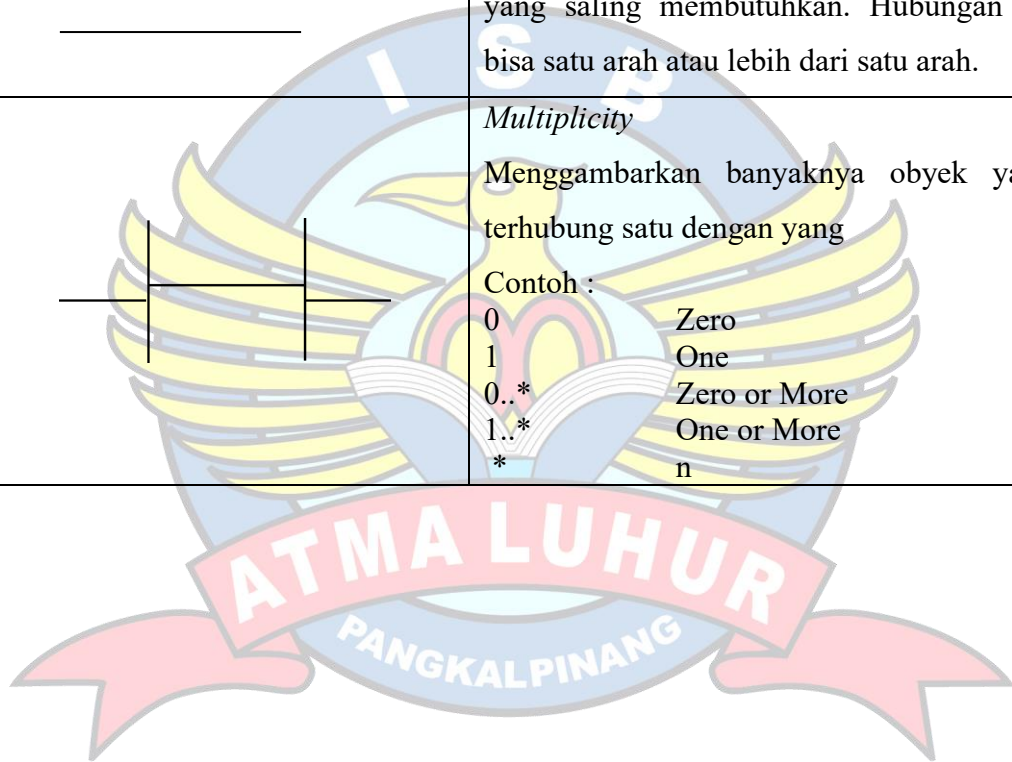 yang saling membutuhkan. Hubungan
bisa satu arah atau lebih dari satu arah.
Multiplicity
Menggambarkan banyaknya obyek
terhubung satu dengan yang
Contoh :
0 Zero
1 One
0..* Zero or More
1..* One or More
* n
I S B
ATMA LUHUR
PANGKALPINANG